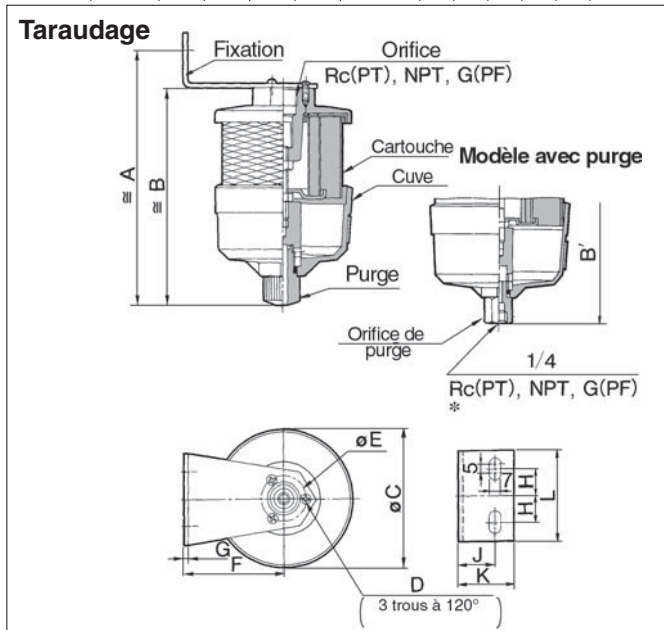 Taraudage
Fixation
Orifice
Rc(PT), NPT, G(PF)
Cartouche
Modèle avec purge
Cuve
≅ A
≅ B
B'
Purge
Orifice de
purge
1/4
Rc(PT), NPT, G(PF)
*
øE
øC
G
F
D
3 trous à 120°
5
7
H
H
L
J
K